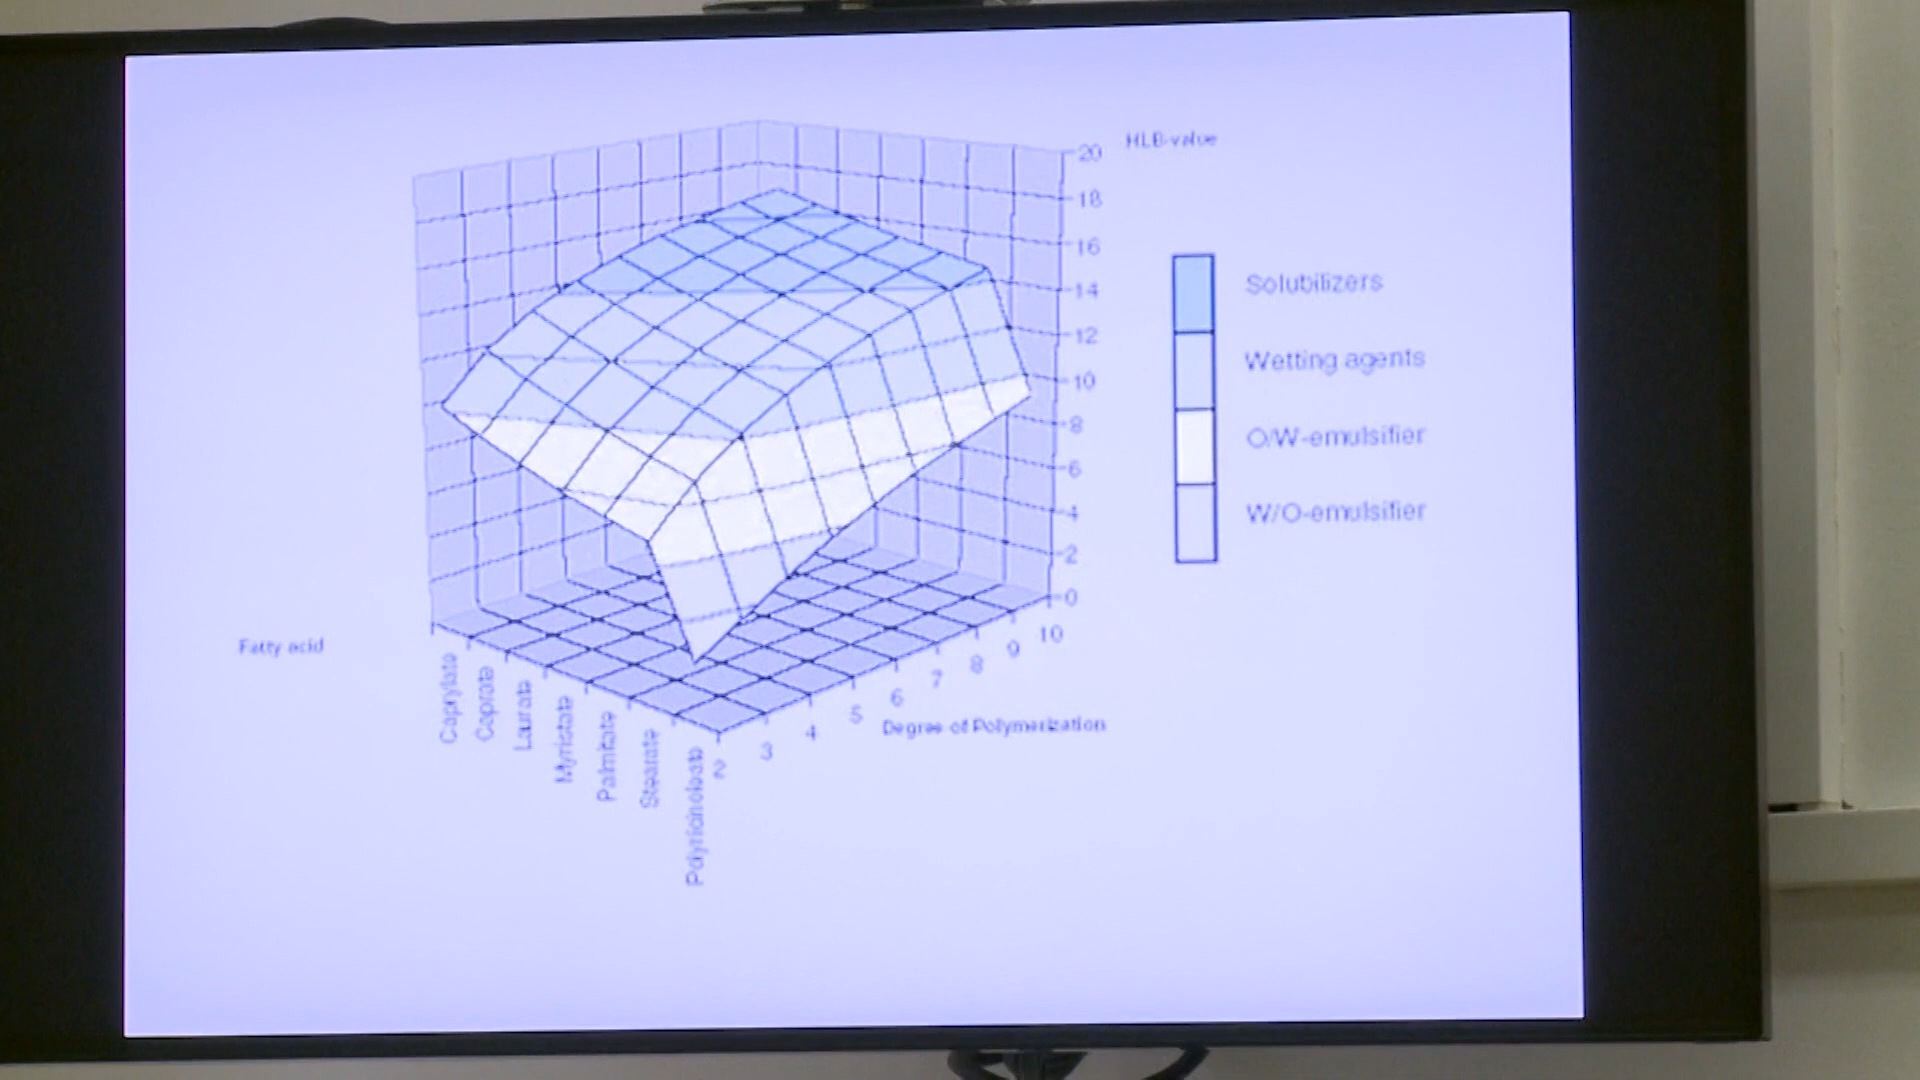 HLB-value
20
18
16
14
12
10
8
6
4
2
0
Solubilizers
Wetting agents
O/W-emulsifier
W/O-emulsifier
Fatty acid
Caprylate
Caprate
Laurate
Myristate
Palmitate
Stearate
Polyricinoleate
2
3
4
5
6
7
8
9
10
Degree of Polymerization